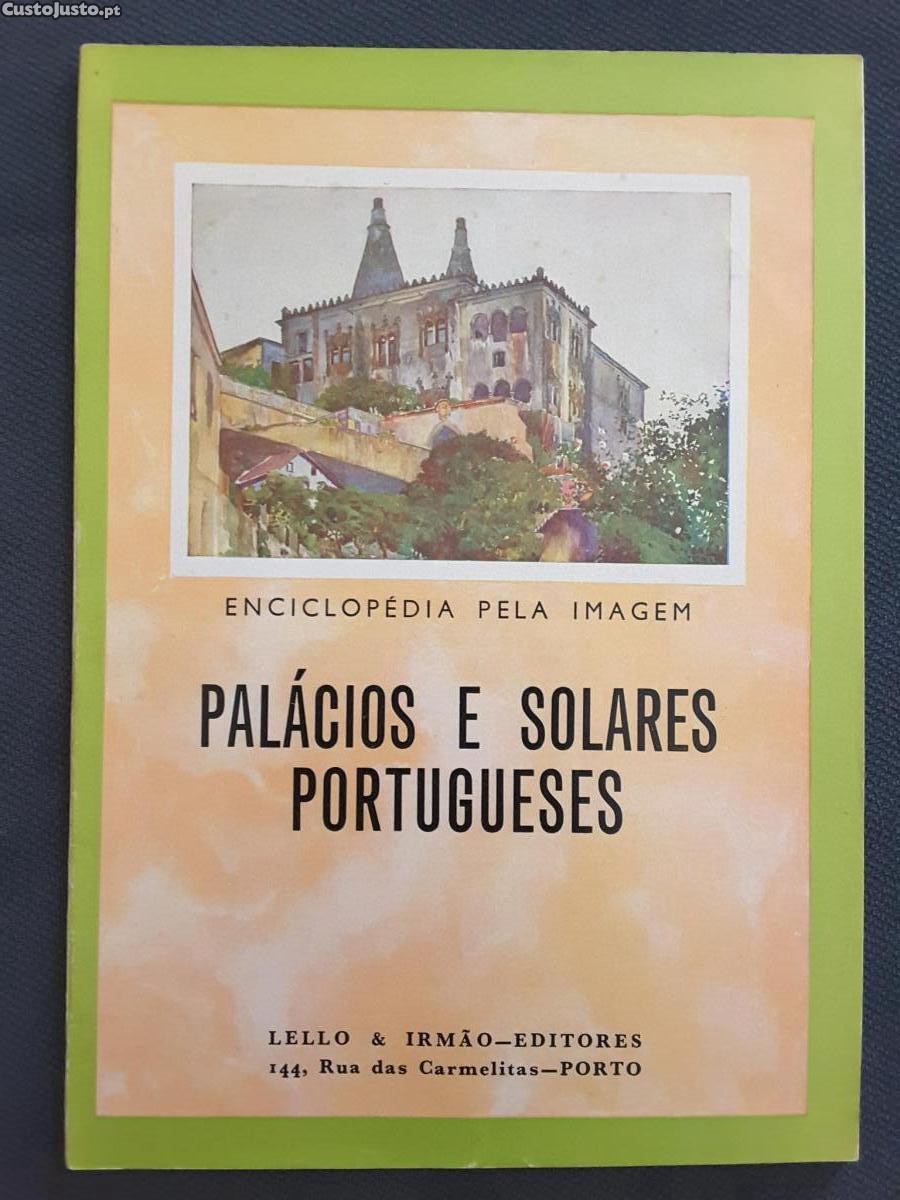 CustoJusto.pt
ENCICLOPÉDIA PELA IMAGEM
PALÁCIOS E SOLARES
PORTUGUESES
LELLO & IRMÃO—EDITORES
144, Rua das Carmelitas—PORTO